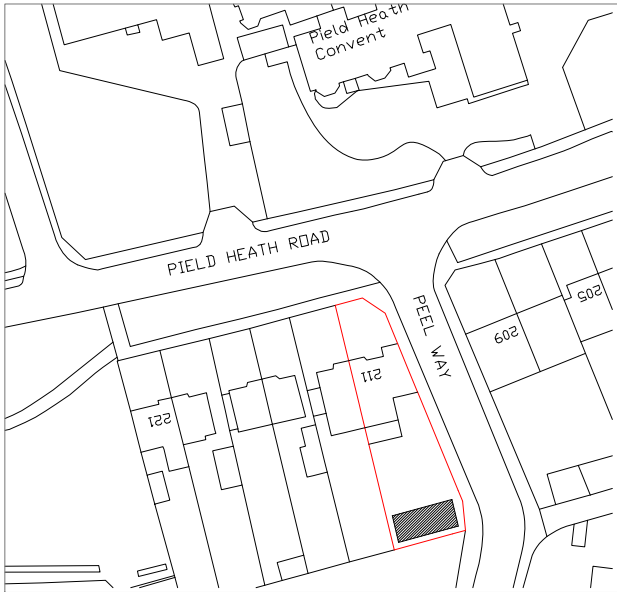 Pield Heath
Convent
PIELD HEATH ROAD
PEEL WAY
205
209
211
221